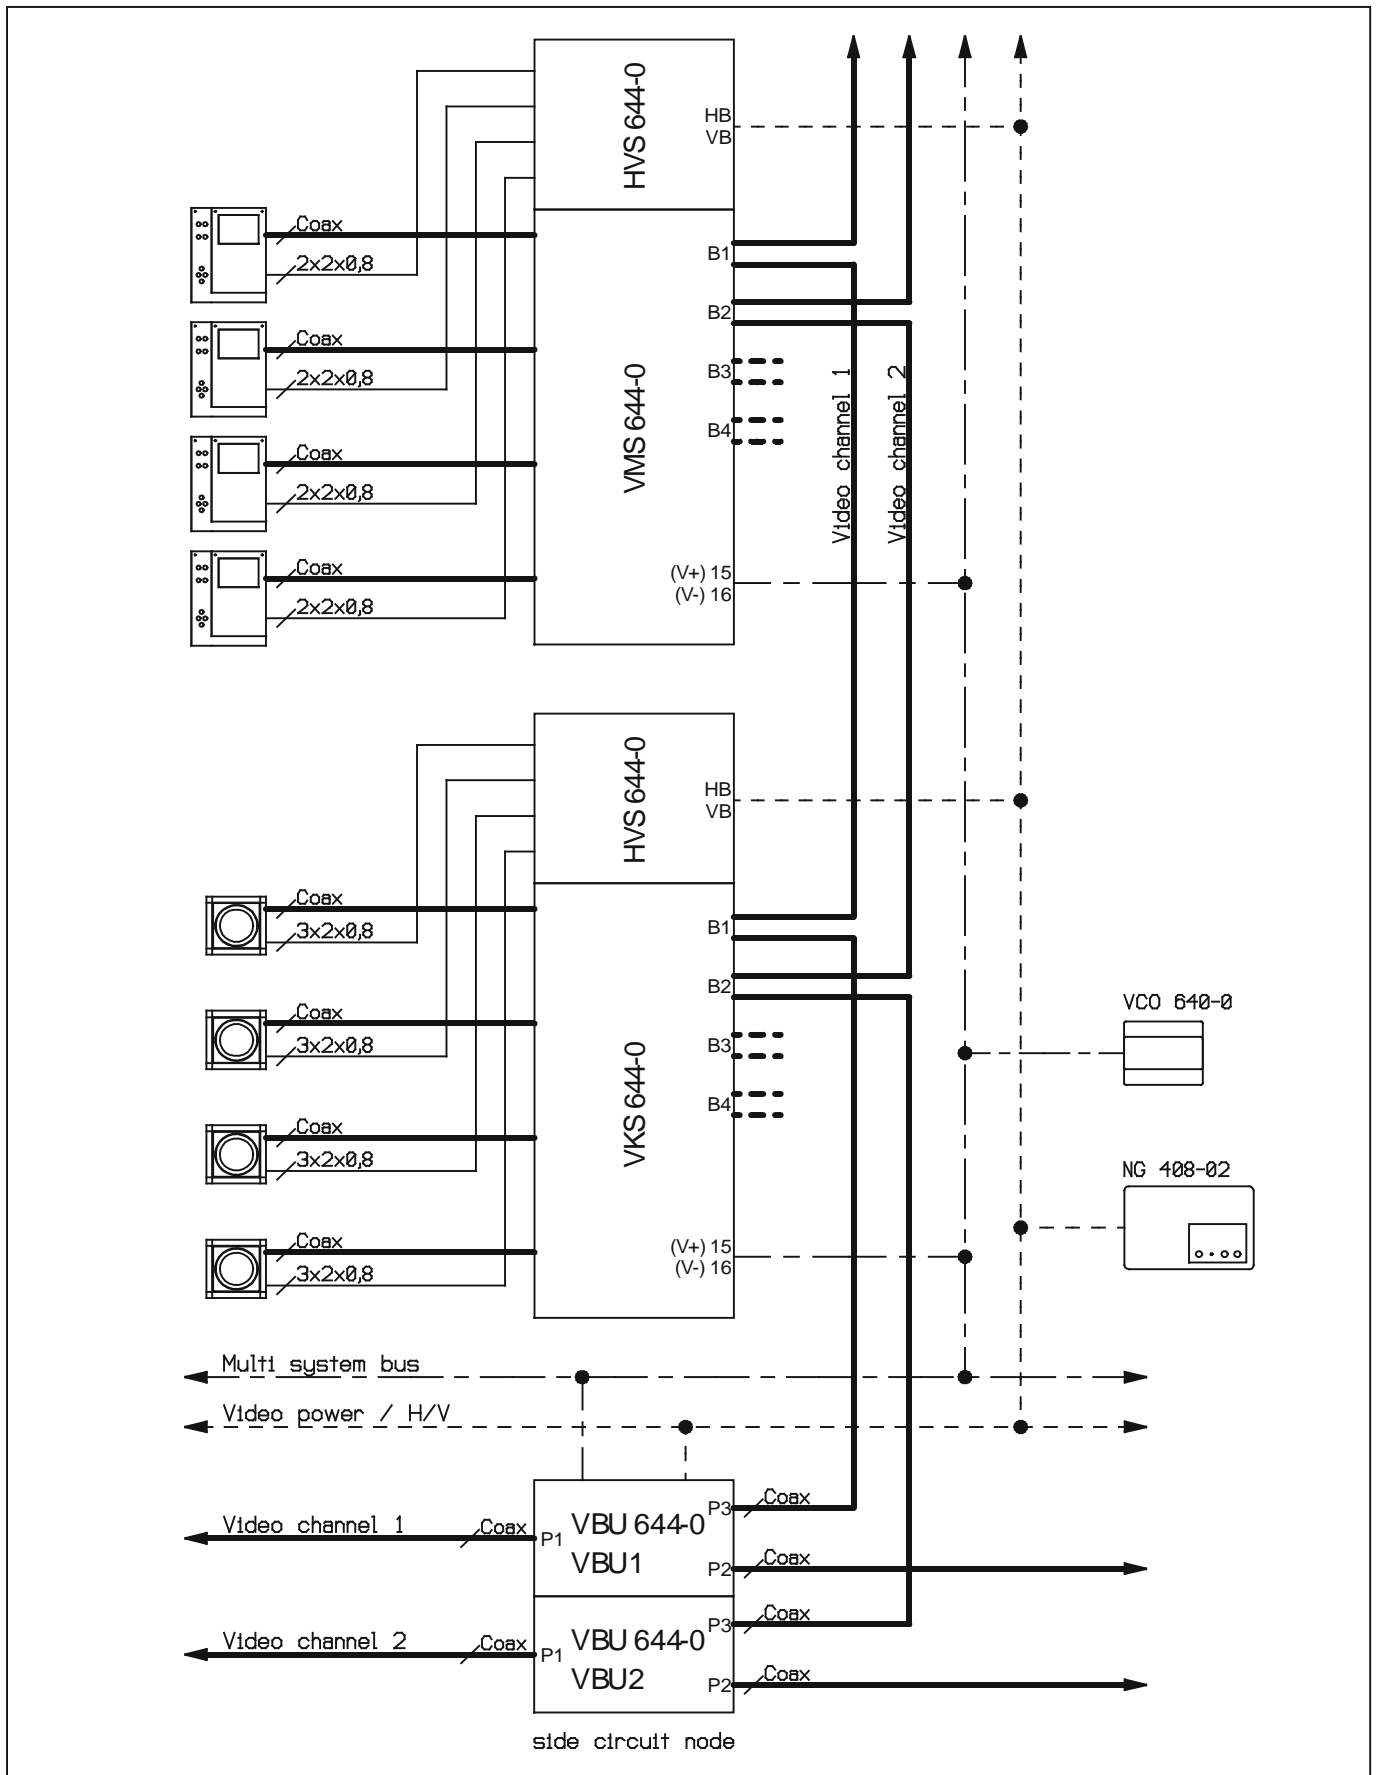 HVS 644-0
HB
VB
Coax
2x2x0,8
Coax
2x2x0,8
Coax
2x2x0,8
Coax
2x2x0,8
VMS 644-0
B1
B2
B3
B4
(V+) 15
(V-) 16
Video channel 1
Video channel 2
HVS 644-0
HB
VB
Coax
3x2x0,8
Coax
3x2x0,8
Coax
3x2x0,8
Coax
3x2x0,8
VKS 644-0
B1
B2
B3
B4
(V+) 15
(V-) 16
VCO 640-0
NG 408-02
Multi system bus
Video power / H/V
Video channel 1
Coax
P1
VBU 644-0
VBU1
P3
Coax
P2
Coax
Video channel 2
Coax
P1
VBU 644-0
VBU2
P3
Coax
P2
Coax
side circuit node